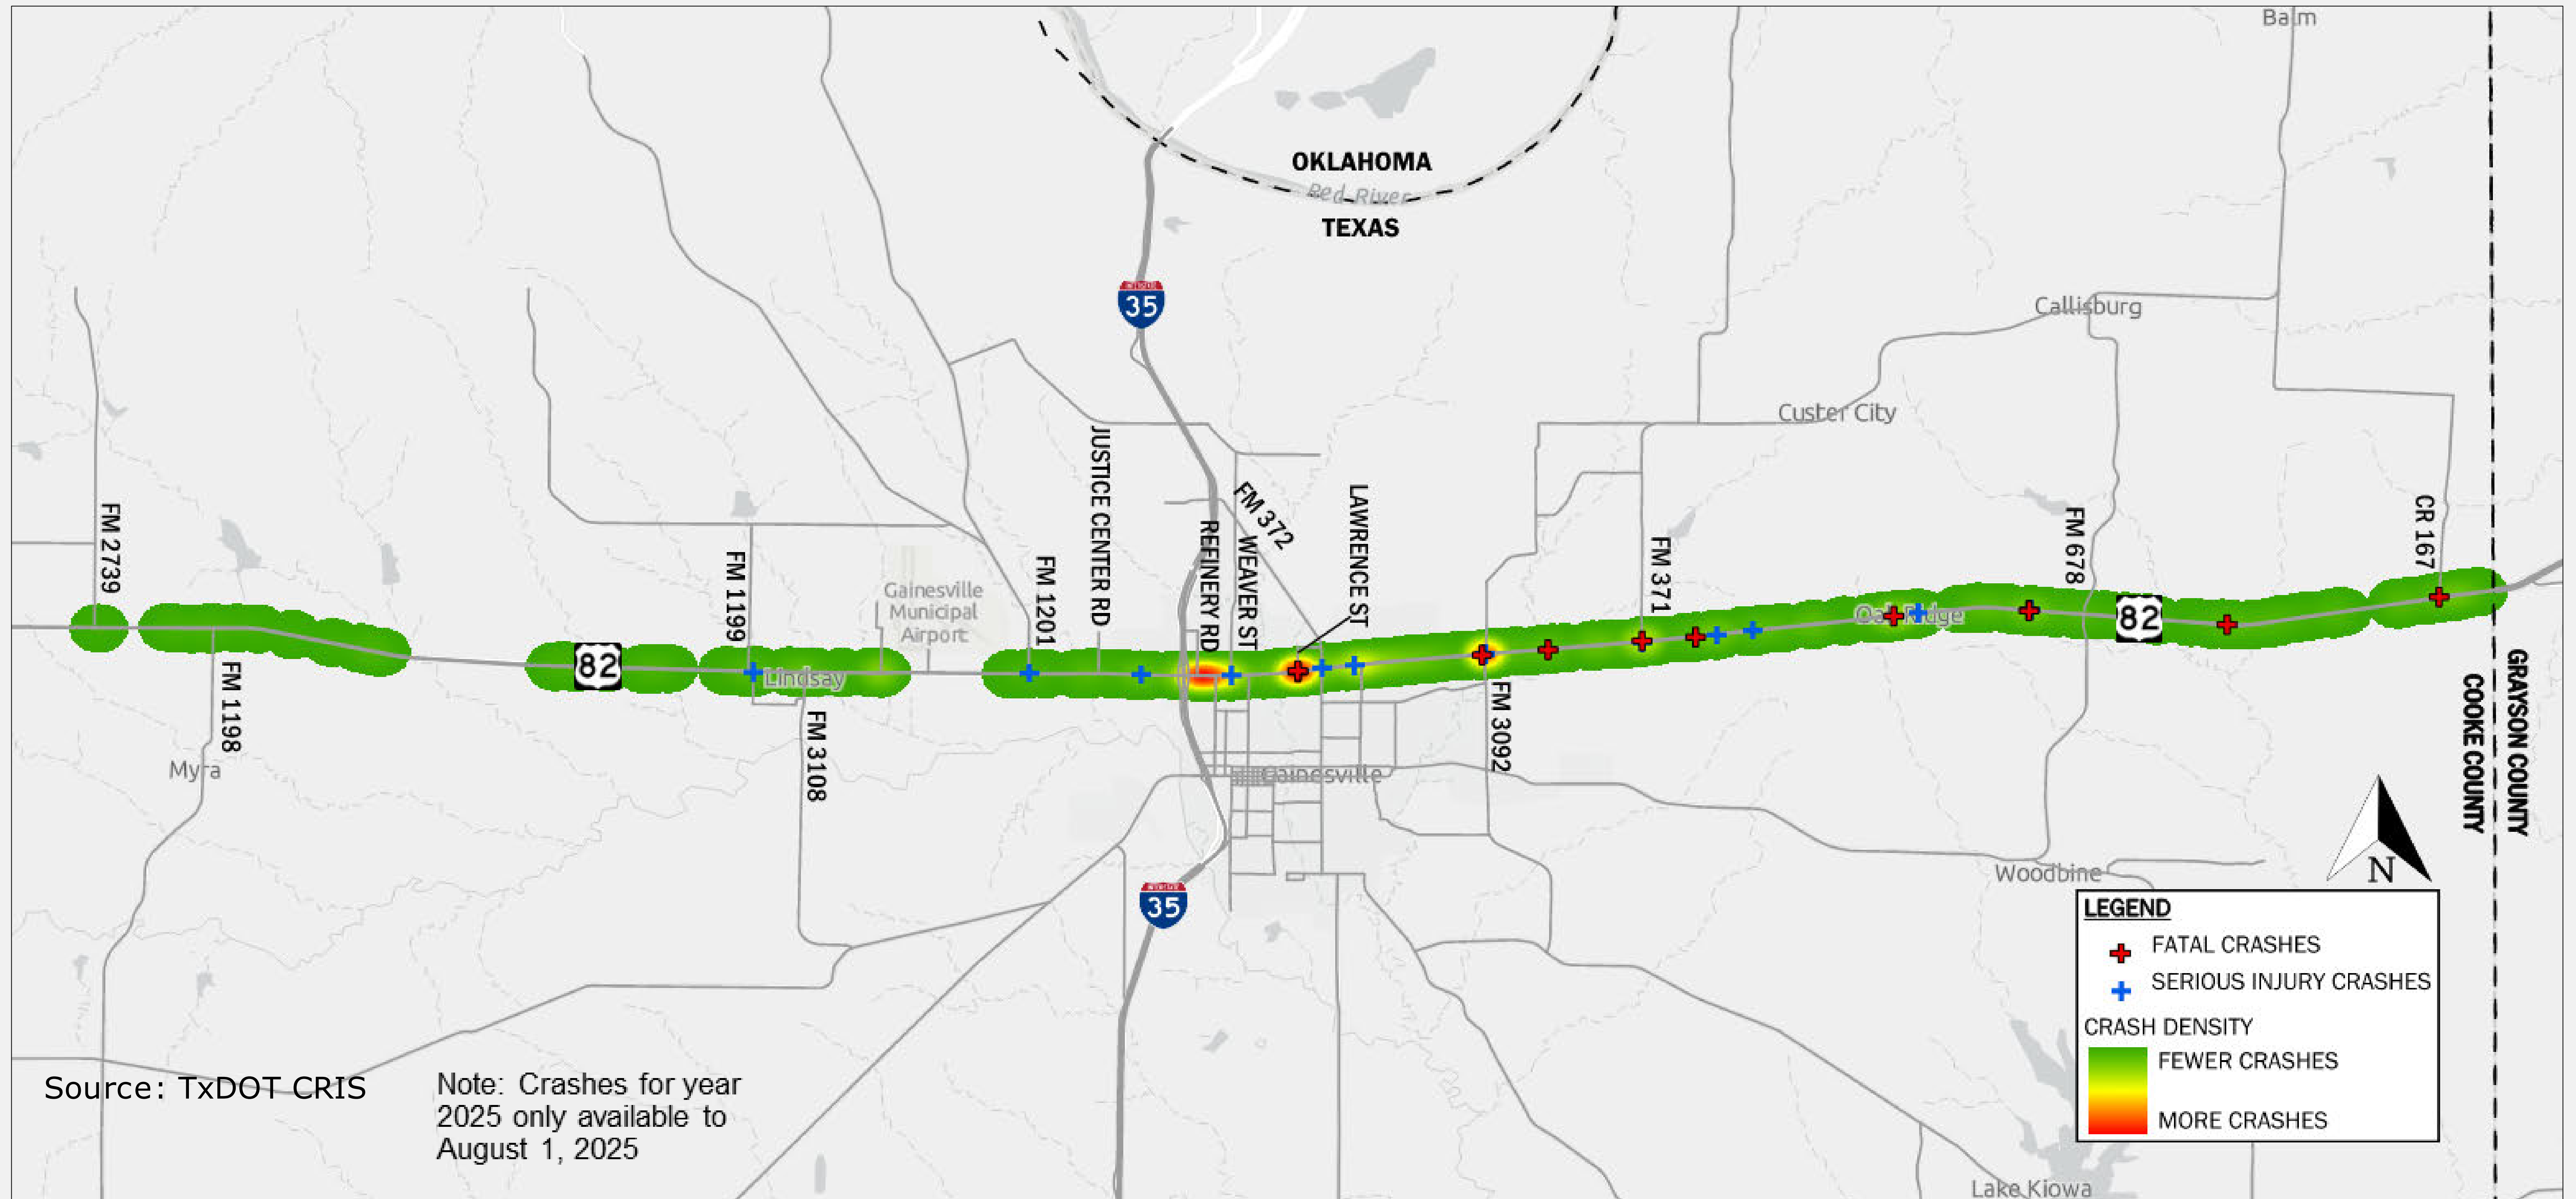 Balm
OKLAHOMA
Red River
TEXAS
INTERSTATE
35
Callisburg
Custer City
FM 2739
FM 1199
Gainesville
Municipal
Airport
FM 1201
JUSTICE CENTER RD
REFINERY RD
WEAVER ST
FM 372
LAWRENCE ST
FM 371
FM 678
CR 167
Oak Ridge
82
82
Lindsay
FM 1198
Myra
FM 3108
Gainesville
FM 3092
COOKE COUNTY
GRAYSON COUNTY
N
Woodbine
INTERSTATE
35
LEGEND
FATAL CRASHES
SERIOUS INJURY CRASHES
CRASH DENSITY
FEWER CRASHES
MORE CRASHES
Source: TxDOT CRIS
Note: Crashes for year
2025 only available to
August 1, 2025
Lake Kiowa